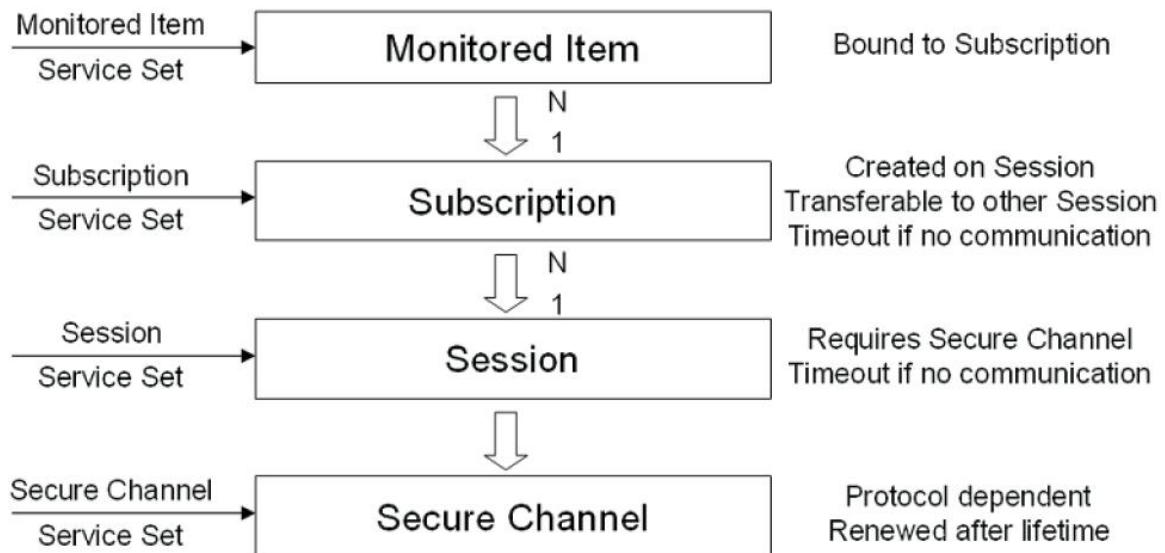 Monitored Item
Service Set
Monitored Item
Bound to Subscription
N
1
Subscription
Service Set
Subscription
Created on Session
Transferable to other Session
Timeout if no communication
N
1
Session
Service Set
Session
Requires Secure Channel
Timeout if no communication
Secure Channel
Service Set
Secure Channel
Protocol dependent
Renewed after lifetime